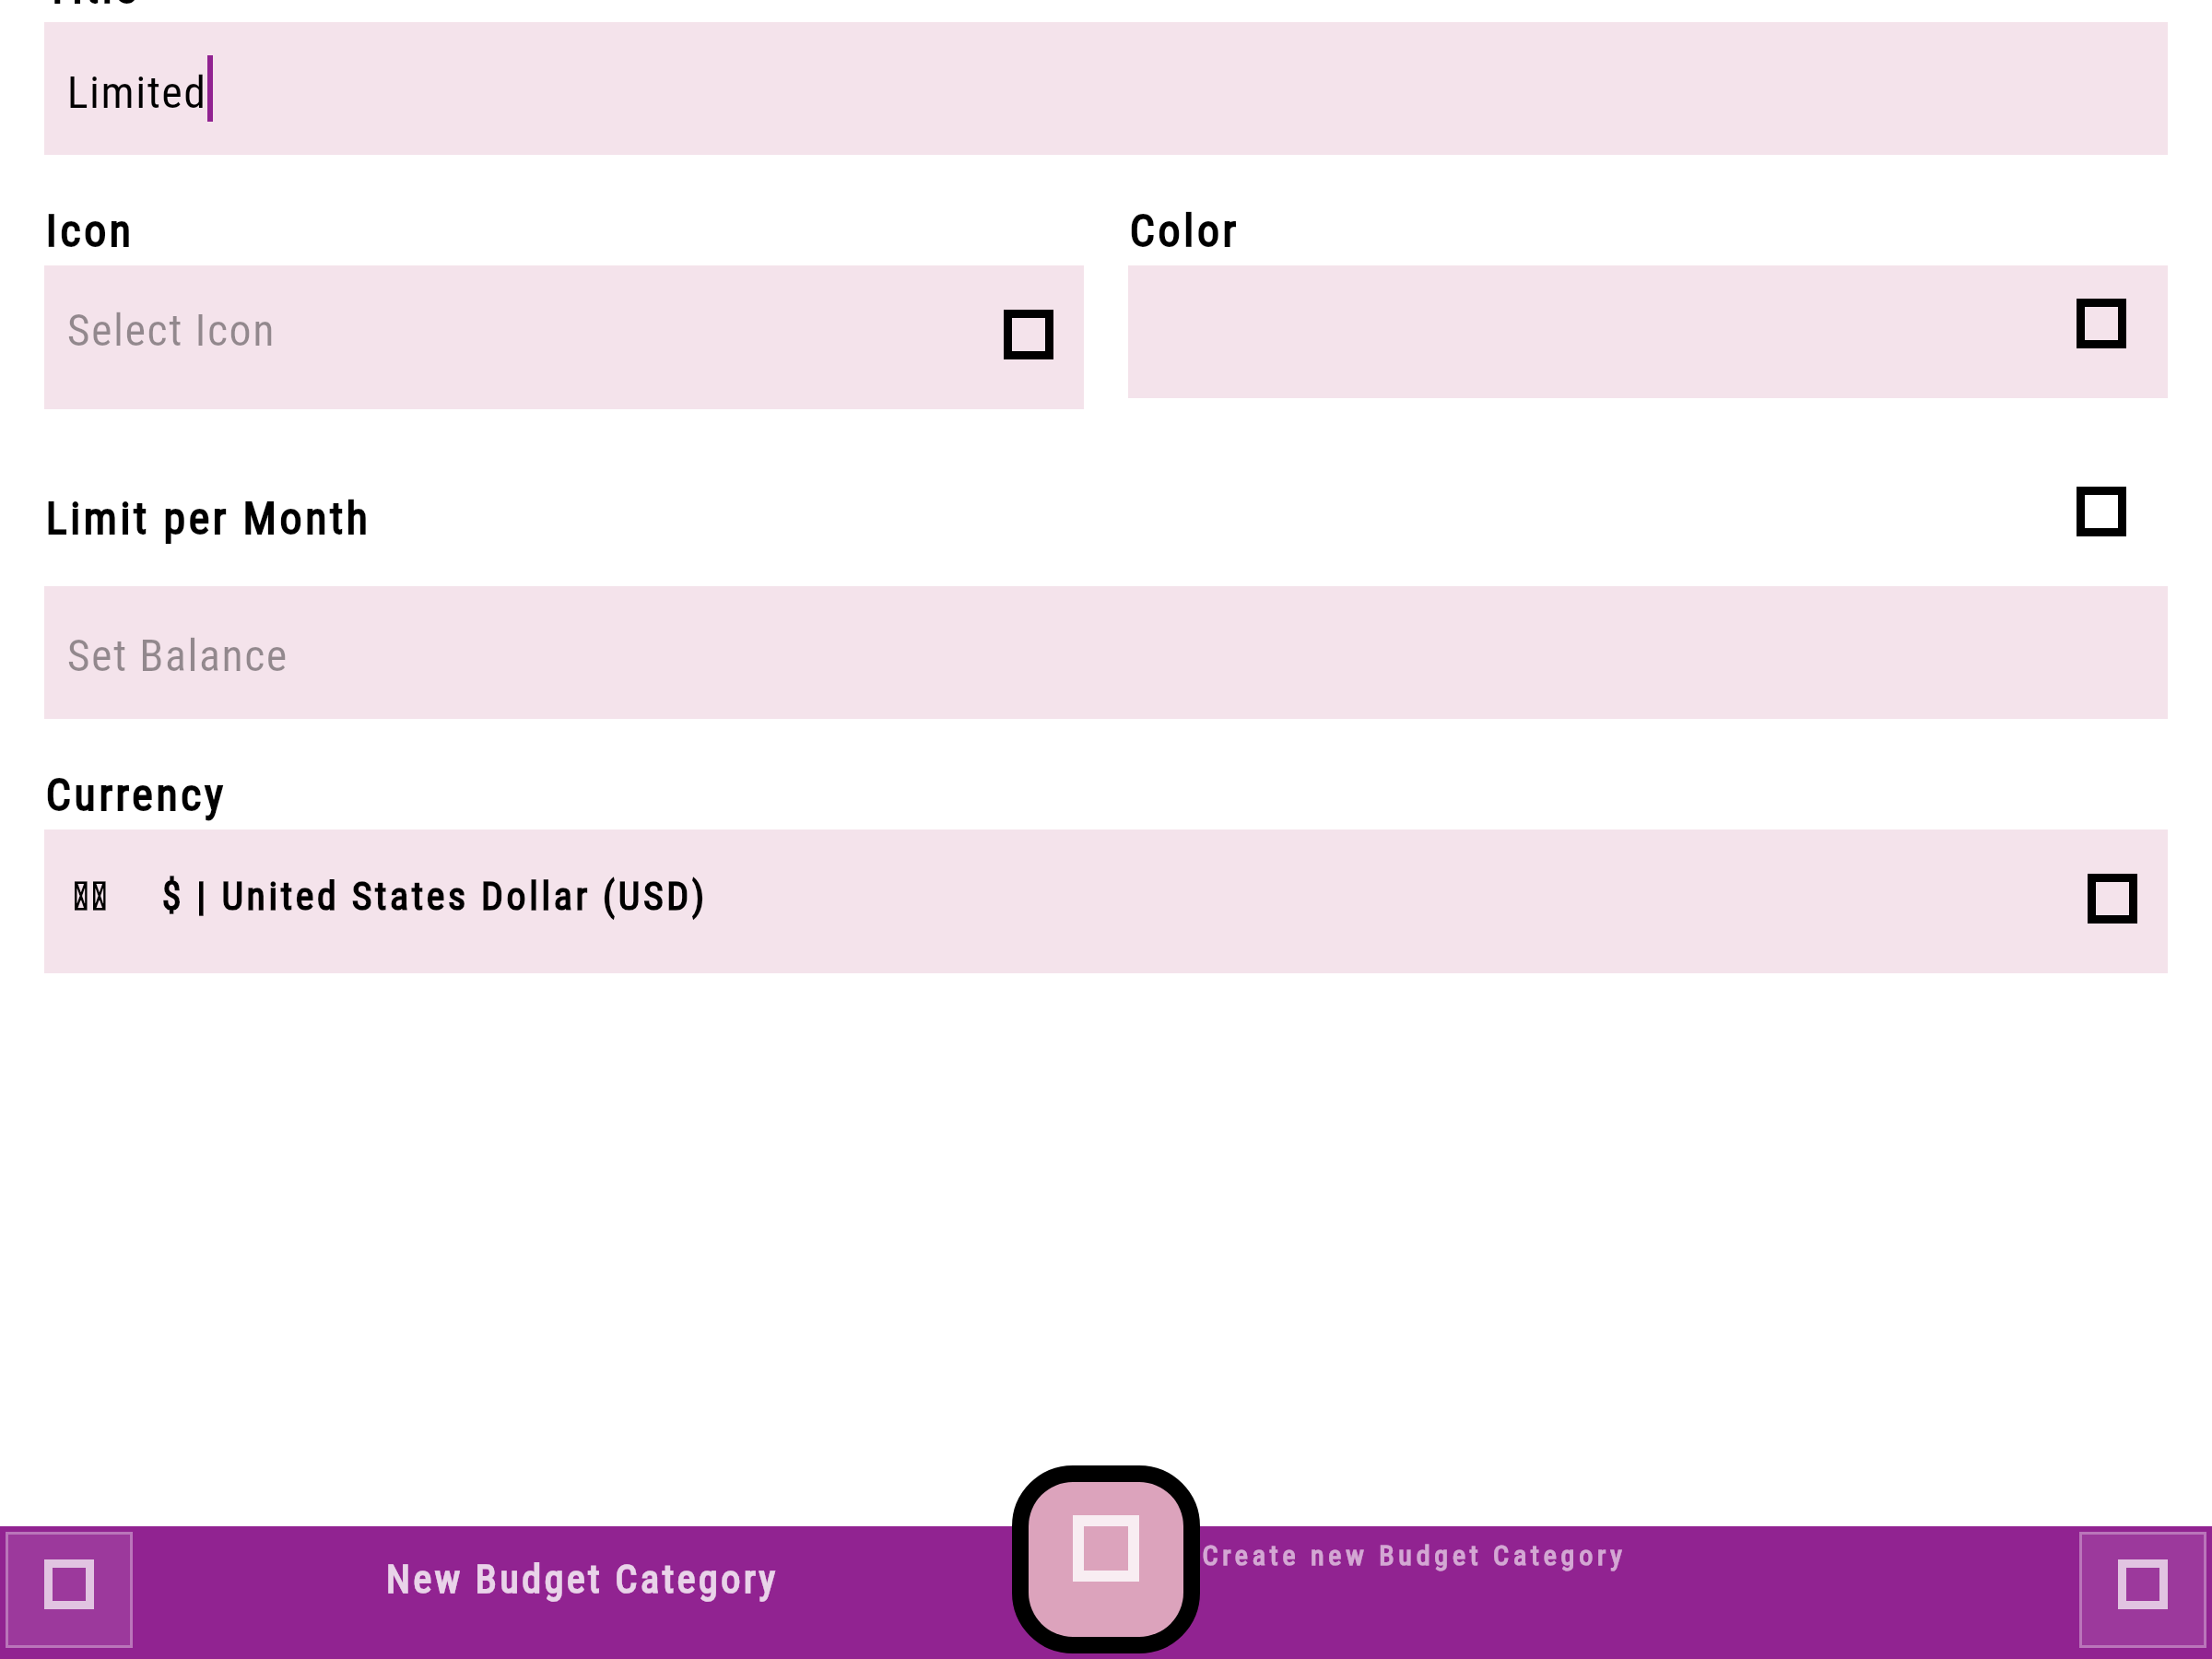 Limited
Icon
Color
Select Icon
Limit per Month
Set Balance
Currency
$ | United States Dollar (USD)
New Budget Category
Create new Budget Category